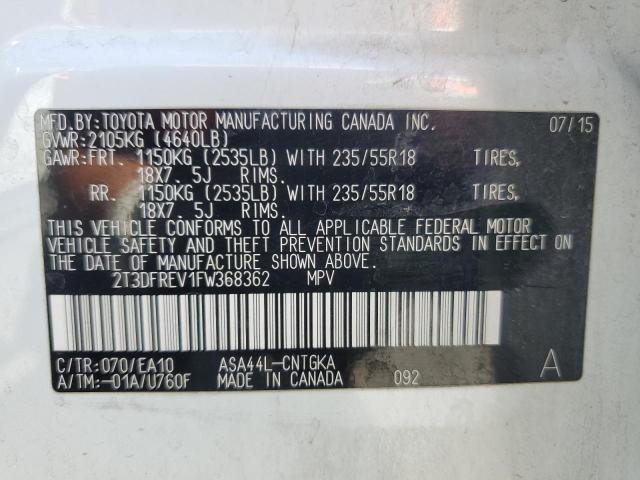 MFD.BY:TOYOTA MOTOR MANUFACTURING CANADA INC. 07/15
GVWR:2105KG (4640LB)
GAWR:FRT. 1150KG (2535LB) WITH 235/55R18 TIRES,
18X7.5J RIMS.
RR. 1150KG (2535LB) WITH 235/55R18 TIRES,
18X7.5J RIMS.
THIS VEHICLE CONFORMS TO ALL APPLICABLE FEDERAL MOTOR
VEHICLE SAFETY AND THEFT PREVENTION STANDARDS IN EFFECT ON
THE DATE OF MANUFACTURE SHOWN ABOVE.
2T3DFREV1FW368362 MPV
C/TR:070/EA10 ASA44L-CNTGKA A
A/TM:-01A/U760F MADE IN CANADA 092